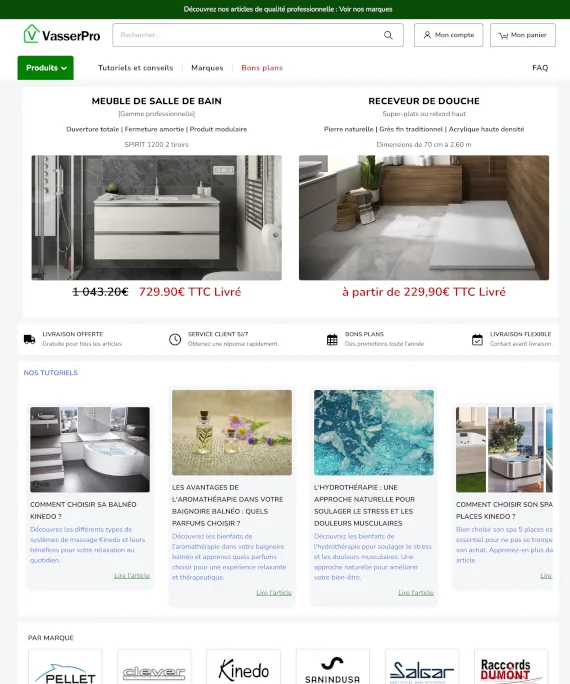 Découvrez nos articles de qualité professionnelle : Voir nos marques
VasserPro
Rechercher...
Mon compte
Mon panier
Produits
Tutoriels et conseils
Marques
Bons plans
FAQ
MEUBLE DE SALLE DE BAIN
[Gamme professionnelle]
Ouverture totale | Fermeture amortie | Produit modulaire
SPIRIT 1200 2 tiroirs
1 043.20€ 729.90€ TTC Livré
RECEVEUR DE DOUCHE
Super-plats ou rebord haut
Pierre naturelle | Grès fin traditionnel | Acrylique haute densité
Dimensions de 70 cm à 2,60 m
à partir de 229,90€ TTC Livré
LIVRAISON OFFERTE
Gratuite pour tous les articles
SERVICE CLIENT 5J/7
Obtenez une réponse rapidement.
BONS PLANS
Des promotions toute l'année
LIVRAISON FLEXIBLE
Contact avant livraison.
NOS TUTORIELS
COMMENT CHOISIR SA BALNÉO
KINEDO ?
Découvrez les différents types de
systèmes de massage Kinedo et leurs
bénéfices pour votre relaxation au
quotidien.
Lire l'article
LES AVANTAGES DE
L'AROMATHÉRAPIE DANS VOTRE
BAIGNOIRE BALNÉO : QUELS
PARFUMS CHOISIR ?
Découvrez les bienfaits de
l'aromathérapie dans votre baignoire
balnéo et apprenez quels parfums
choisir pour une expérience relaxante
et thérapeutique.
Lire l'article
L'HYDROTHÉRAPIE : UNE
APPROCHE NATURELLE POUR
SOULAGER LE STRESS ET LES
DOULEURS MUSCULAIRES
Découvrez les bienfaits de
l'hydrothérapie pour soulager le stress
et les douleurs musculaires. Une
approche naturelle pour améliorer
votre bien-être.
Lire l'article
COMMENT CHOISIR SON SPA
PLACES KINEDO ?
Bien choisir son spa 5 places es
essentiel pour ne pas se trompe
son achat. Apprenez-en plus da
article.
Lire
PAR MARQUE
PELLET
clever
Kinedo
SANINDUSA
Salgar
Raccords
DUMONT